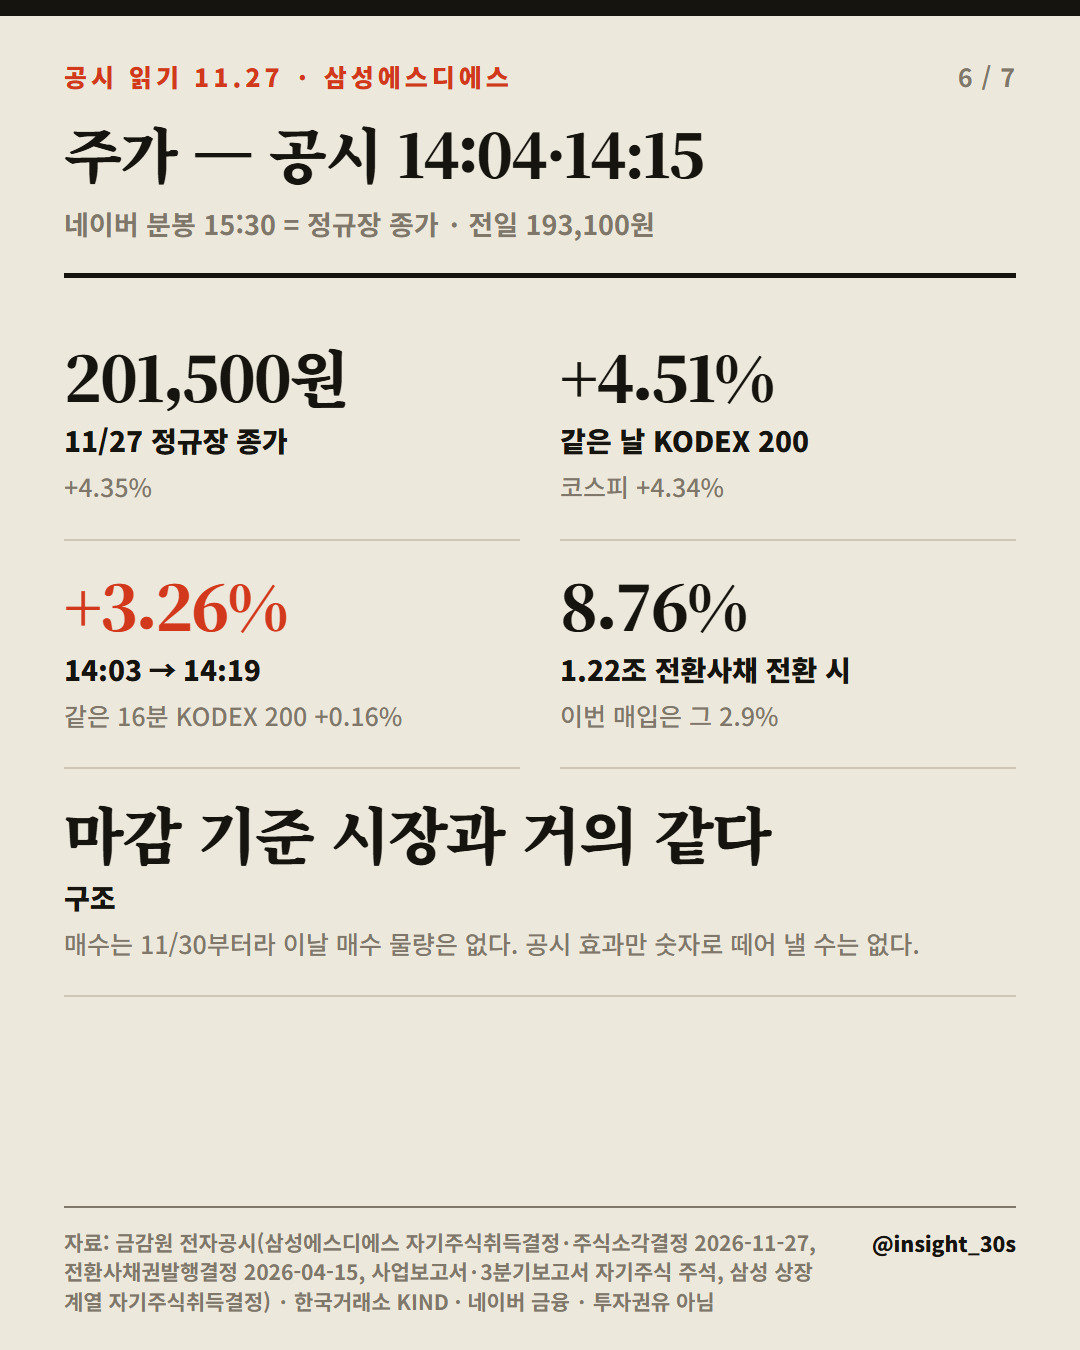 공시 읽기 11.27 · 삼성에스디에스
6 / 7
주가 — 공시 14:04·14:15
네이버 분봉 15:30 = 정규장 종가 · 전일 193,100원
201,500원
11/27 정규장 종가
+4.35%
+4.51%
같은 날 KODEX 200
코스피 +4.34%
+3.26%
14:03 → 14:19
같은 16분 KODEX 200 +0.16%
8.76%
1.22조 전환사채 전환 시
이번 매입은 그 2.9%
마감 기준 시장과 거의 같다
구조
매수는 11/30부터라 이날 매수 물량은 없다. 공시 효과만 숫자로 떼어 낼 수는 없다.
자료: 금감원 전자공시(삼성에스디에스 자기주식취득결정·주식소각결정 2026-11-27,
전환사채권발행결정 2026-04-15, 사업보고서·3분기보고서 자기주식 주석, 삼성 상장
계열 자기주식취득결정) · 한국거래소 KIND · 네이버 금융 · 투자권유 아님
@insight_30s